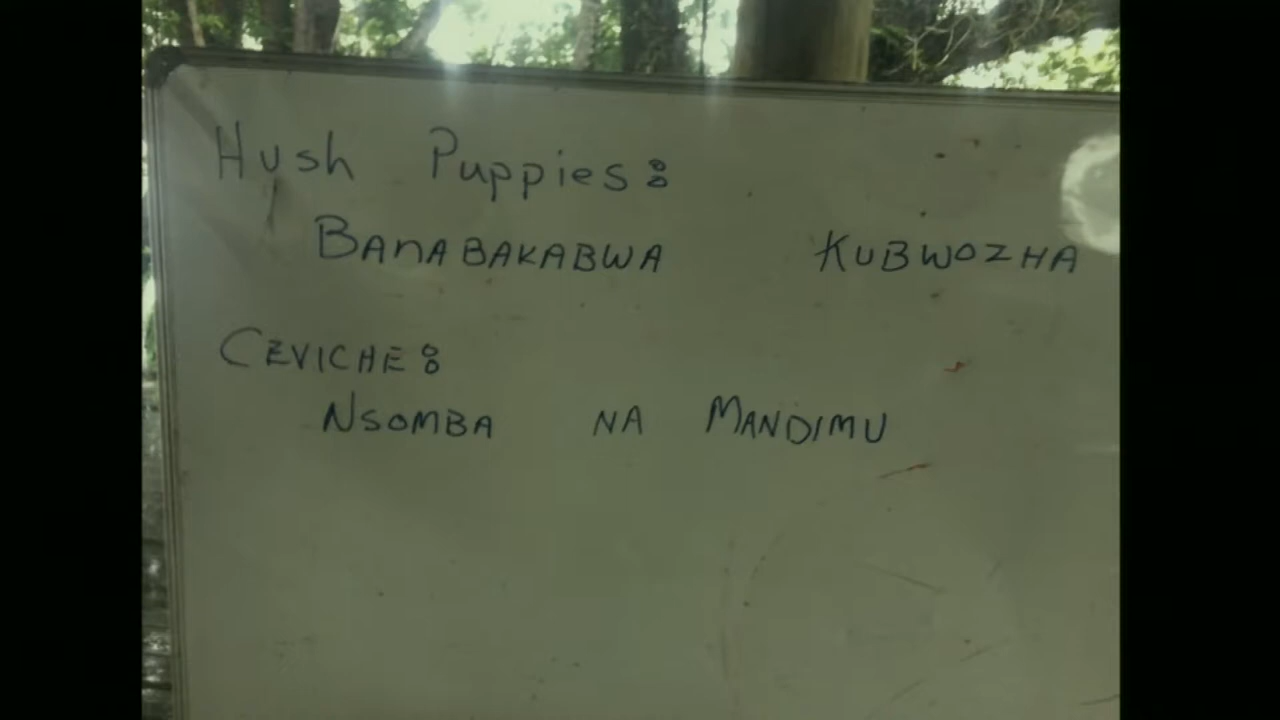 Hush Puppies:
BANABAKABWA KUBWOZHA
CEVICHE:
NSOMBA NA MANDIMU